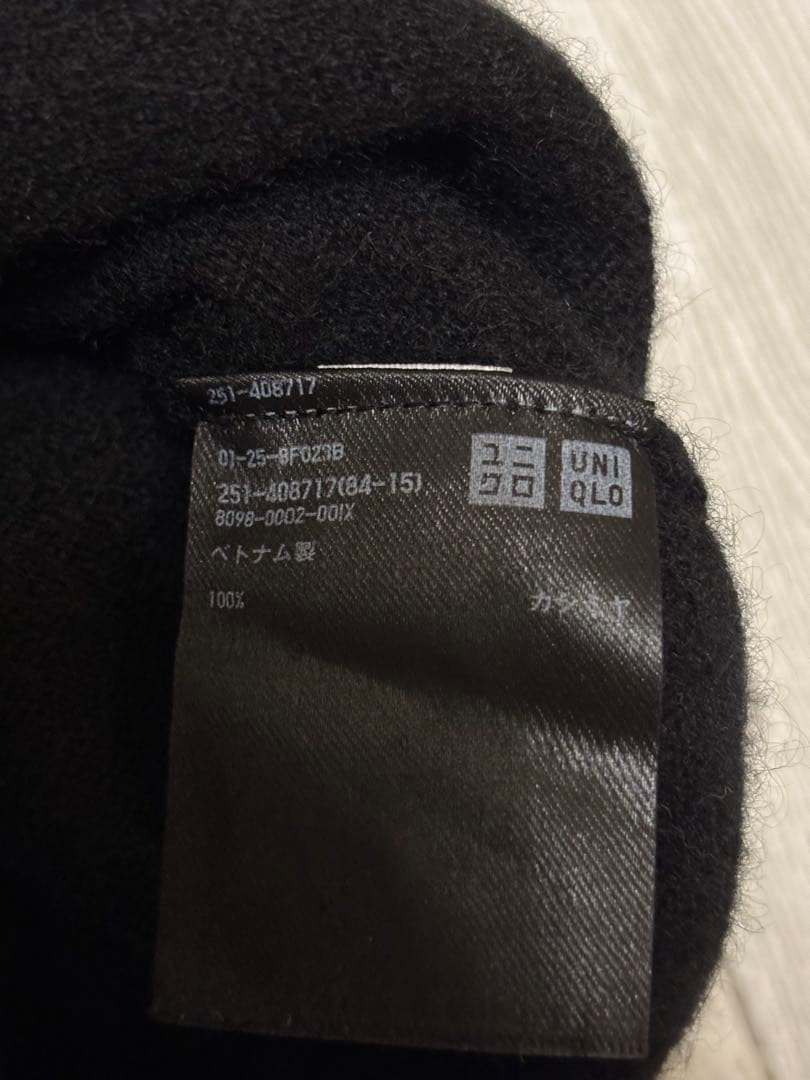 251-408717
01-25-8F023B
ユニ
クロ
UNI
QLO
251-408717(84-15)
8098-0002-001X
ベトナム製
100% カシミヤ